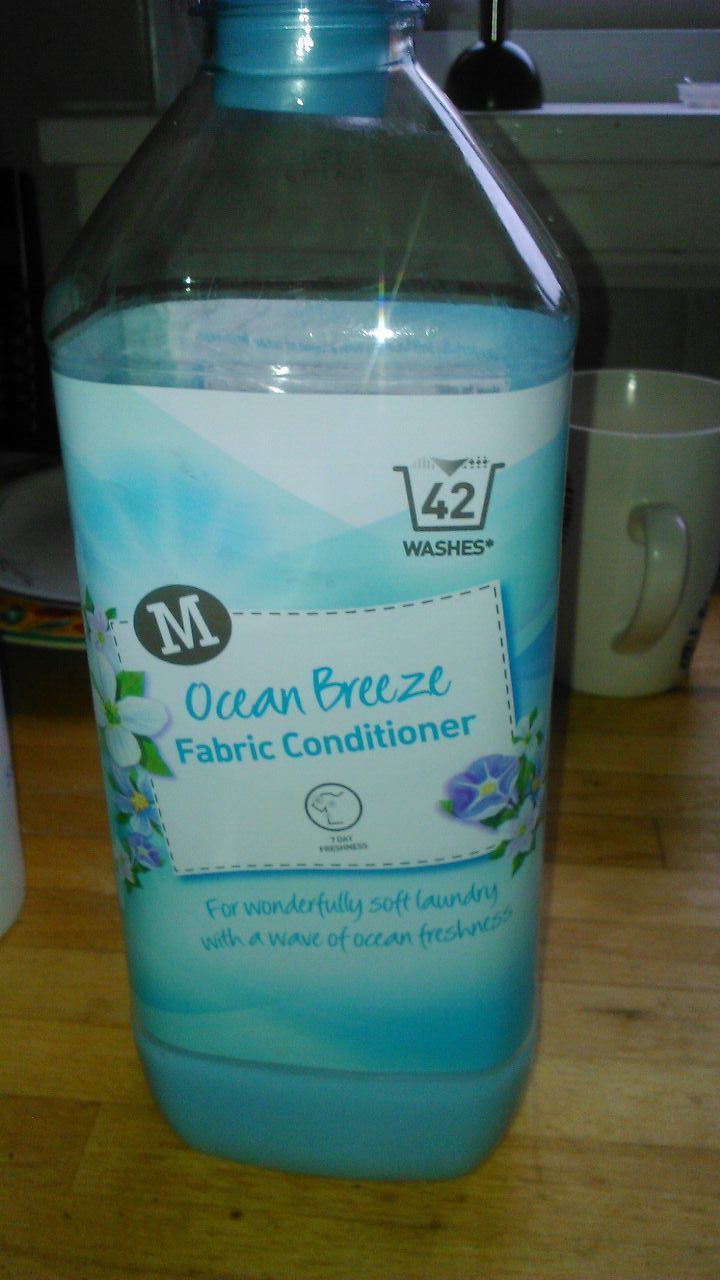 42
WASHES*
M
Ocean Breeze
Fabric Conditioner
7 DAY
FRESHNESS
For wonderfully soft laundry
with a wave of ocean freshness